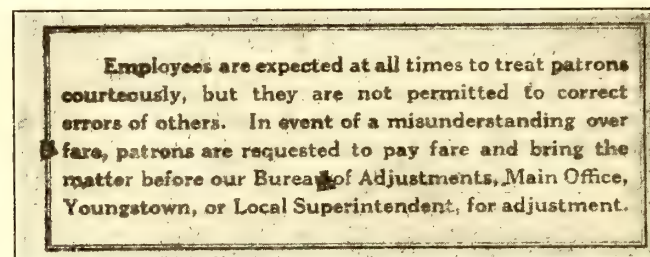 Employees are expected at all times to treat patrons
courteously, but they are not permitted to correct
errors of others. In event of a misunderstanding over
fare, patrons are requested to pay fare and bring the
matter before our Bureau of Adjustments, Main Office,
Youngstown, or Local Superintendent, for adjustment.